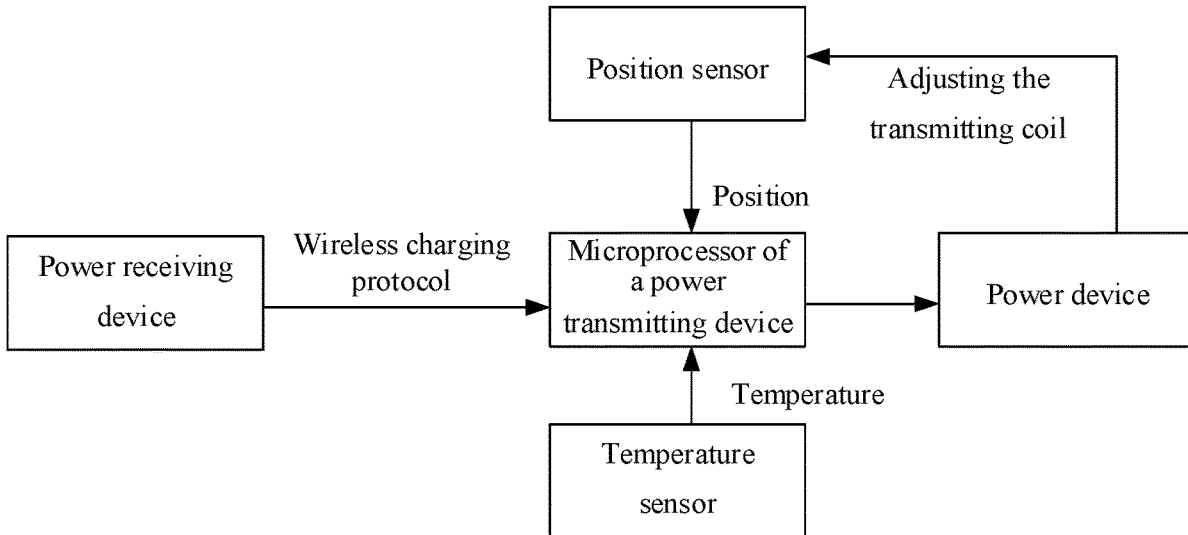 Position sensor
Adjusting the
transmitting coil
Position
Wireless charging
protocol
Power receiving
device
Microprocessor of
a power
transmitting device
Power device
Temperature
Temperature
sensor